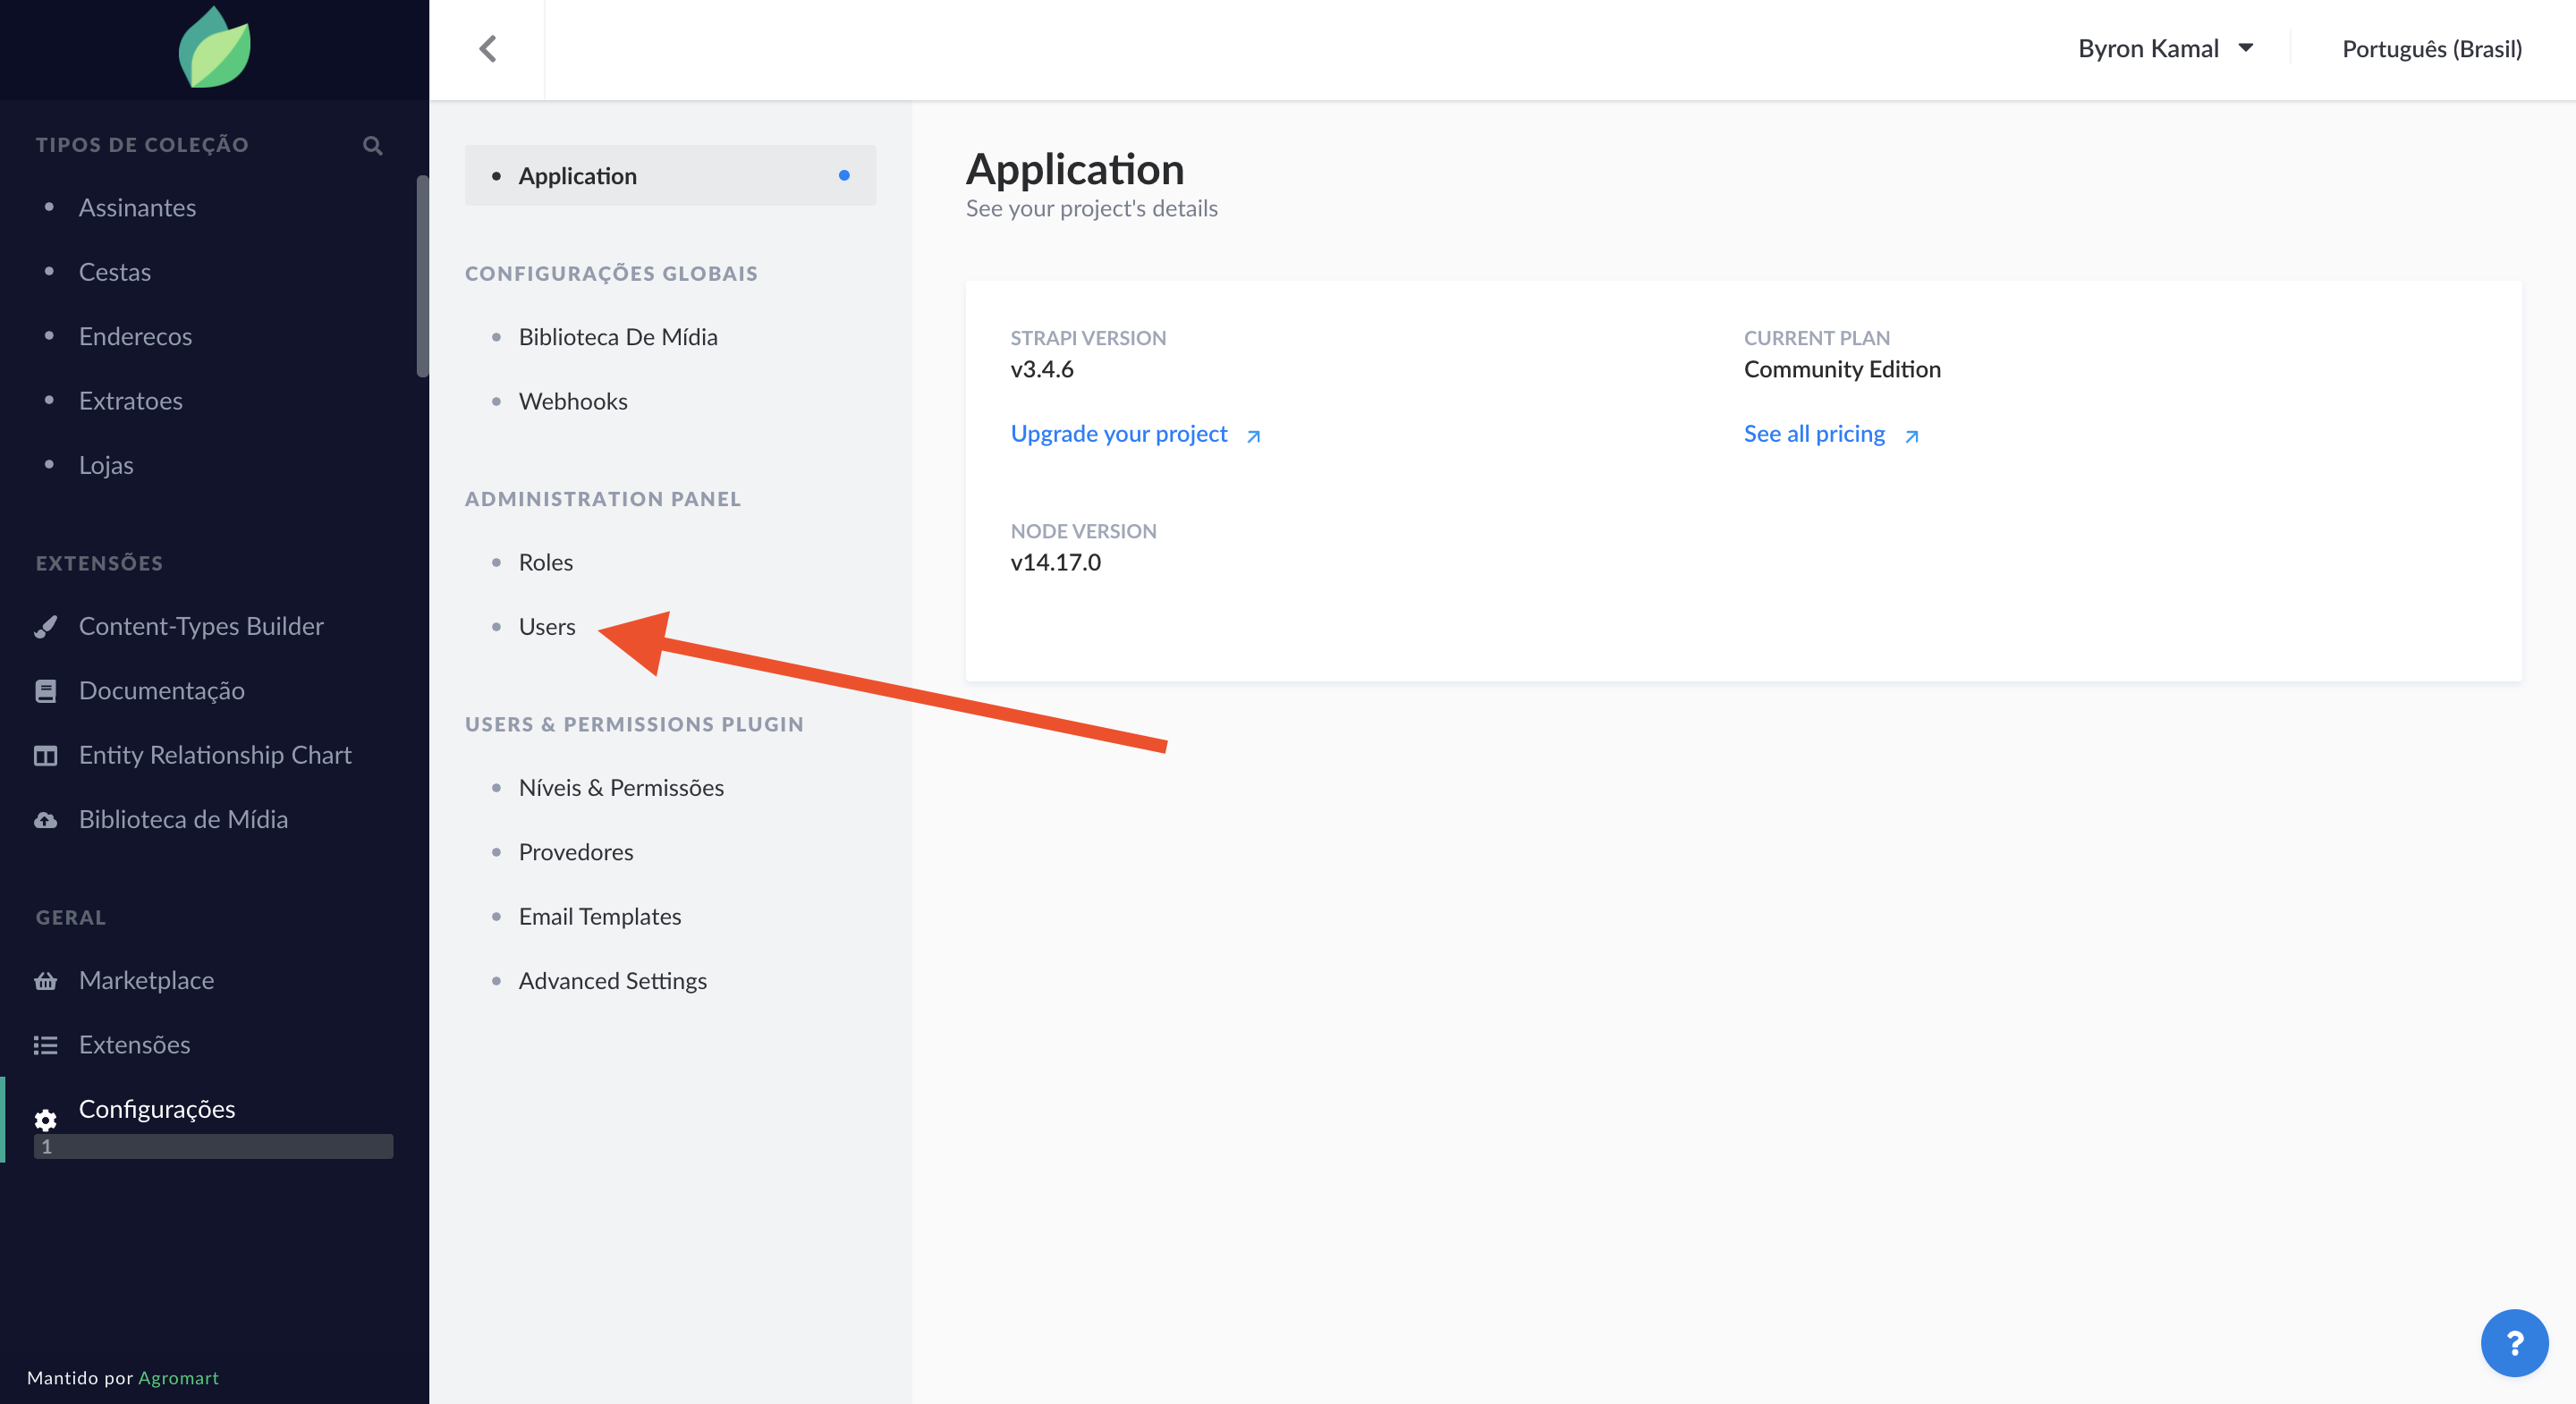 Byron Kamal
Português (Brasil)
TIPOS DE COLEÇÃO
Assinantes
Cestas
Enderecos
Extratoes
Lojas
EXTENSÕES
Content-Types Builder
Documentação
Entity Relationship Chart
Biblioteca de Mídia
GERAL
Marketplace
Extensões
Configurações
1
Mantido por Agromart
Application
CONFIGURAÇÕES GLOBAIS
Biblioteca De Mídia
Webhooks
ADMINISTRATION PANEL
Roles
Users
USERS & PERMISSIONS PLUGIN
Níveis & Permissões
Provedores
Email Templates
Advanced Settings
Application
See your project's details
STRAPI VERSION
v3.4.6
Upgrade your project
CURRENT PLAN
Community Edition
See all pricing
NODE VERSION
v14.17.0
?